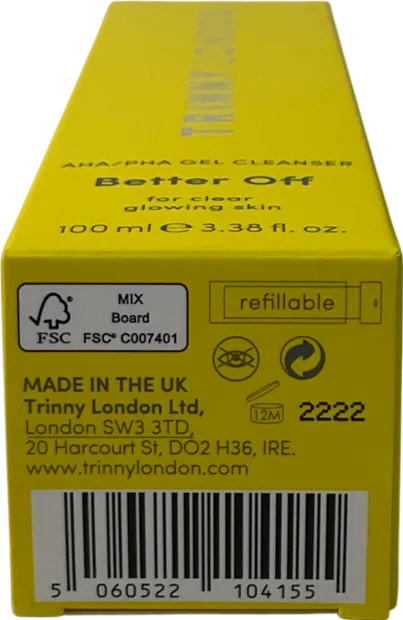 TRINNY LONDON
AHA/PHA GEL CLEANSER
Better Off
for clear
glowing skin
100 ml ℮ 3.38 fl. oz.
MIX
Board
FSC FSC® C007401
refillable
12M 2222
MADE IN THE UK
Trinny London Ltd,
London SW3 3TD,
20 Harcourt St, DO2 H36, IRE.
www.trinnylondon.com
5 060522 104155